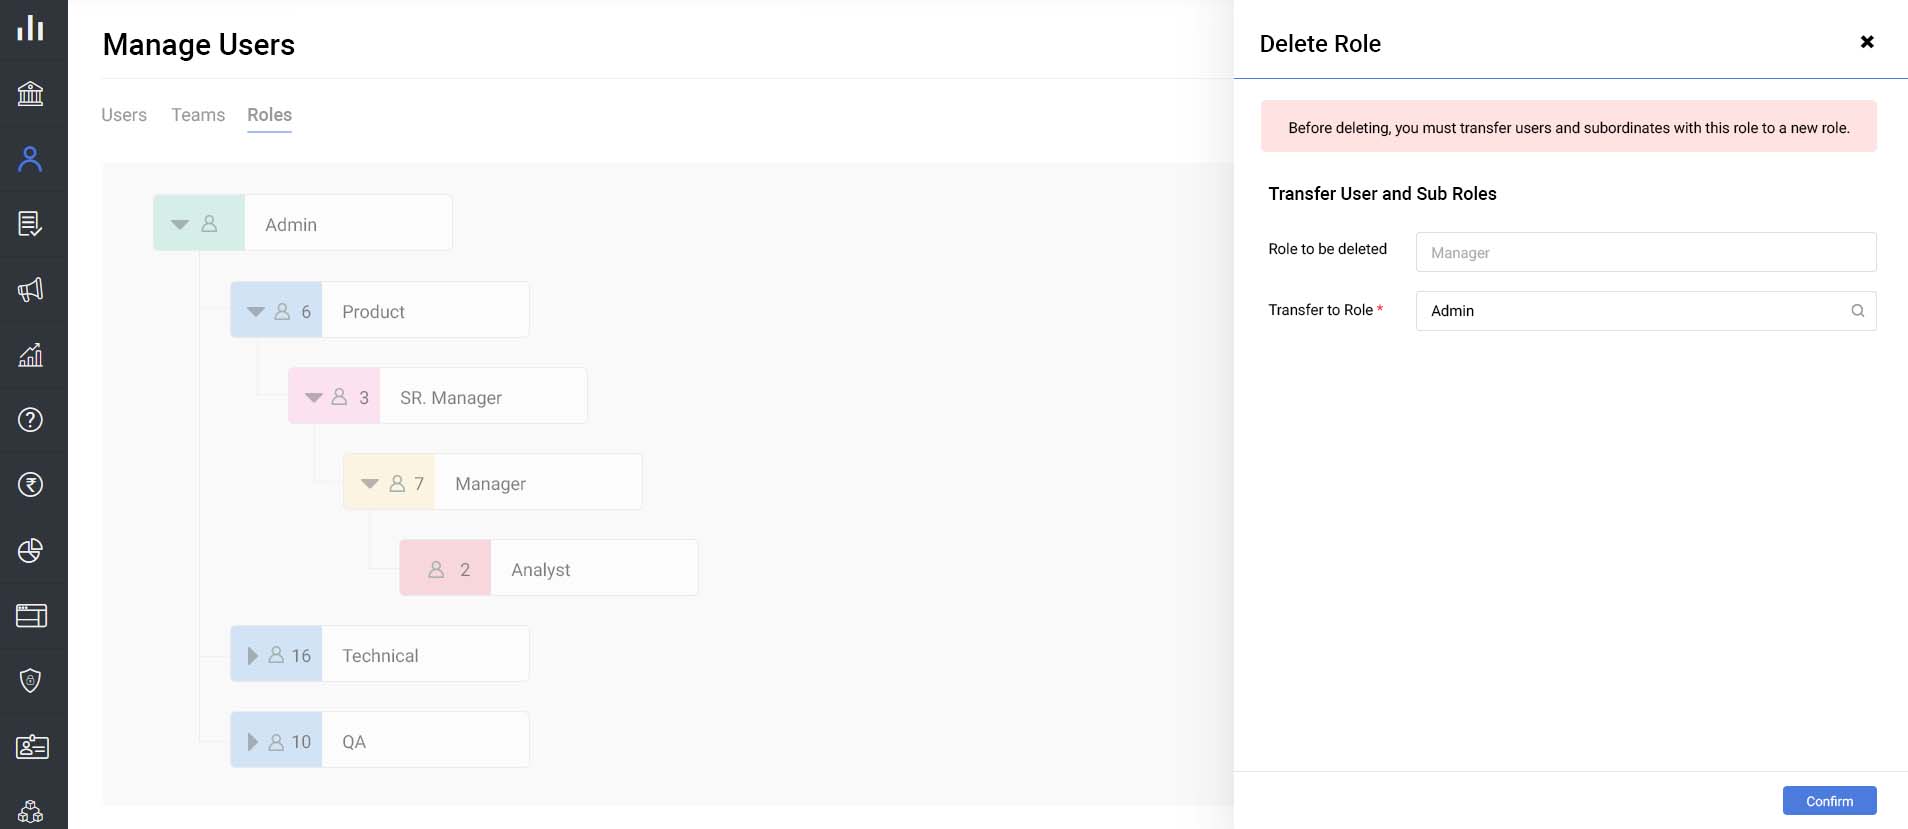 Manage Users
Users Teams Roles
Admin
6 Product
3 SR. Manager
7 Manager
2 Analyst
16 Technical
10 QA
Delete Role
Before deleting, you must transfer users and subordinates with this role to a new role.
Transfer User and Sub Roles
Role to be deleted Manager
Transfer to Role * Admin
Confirm